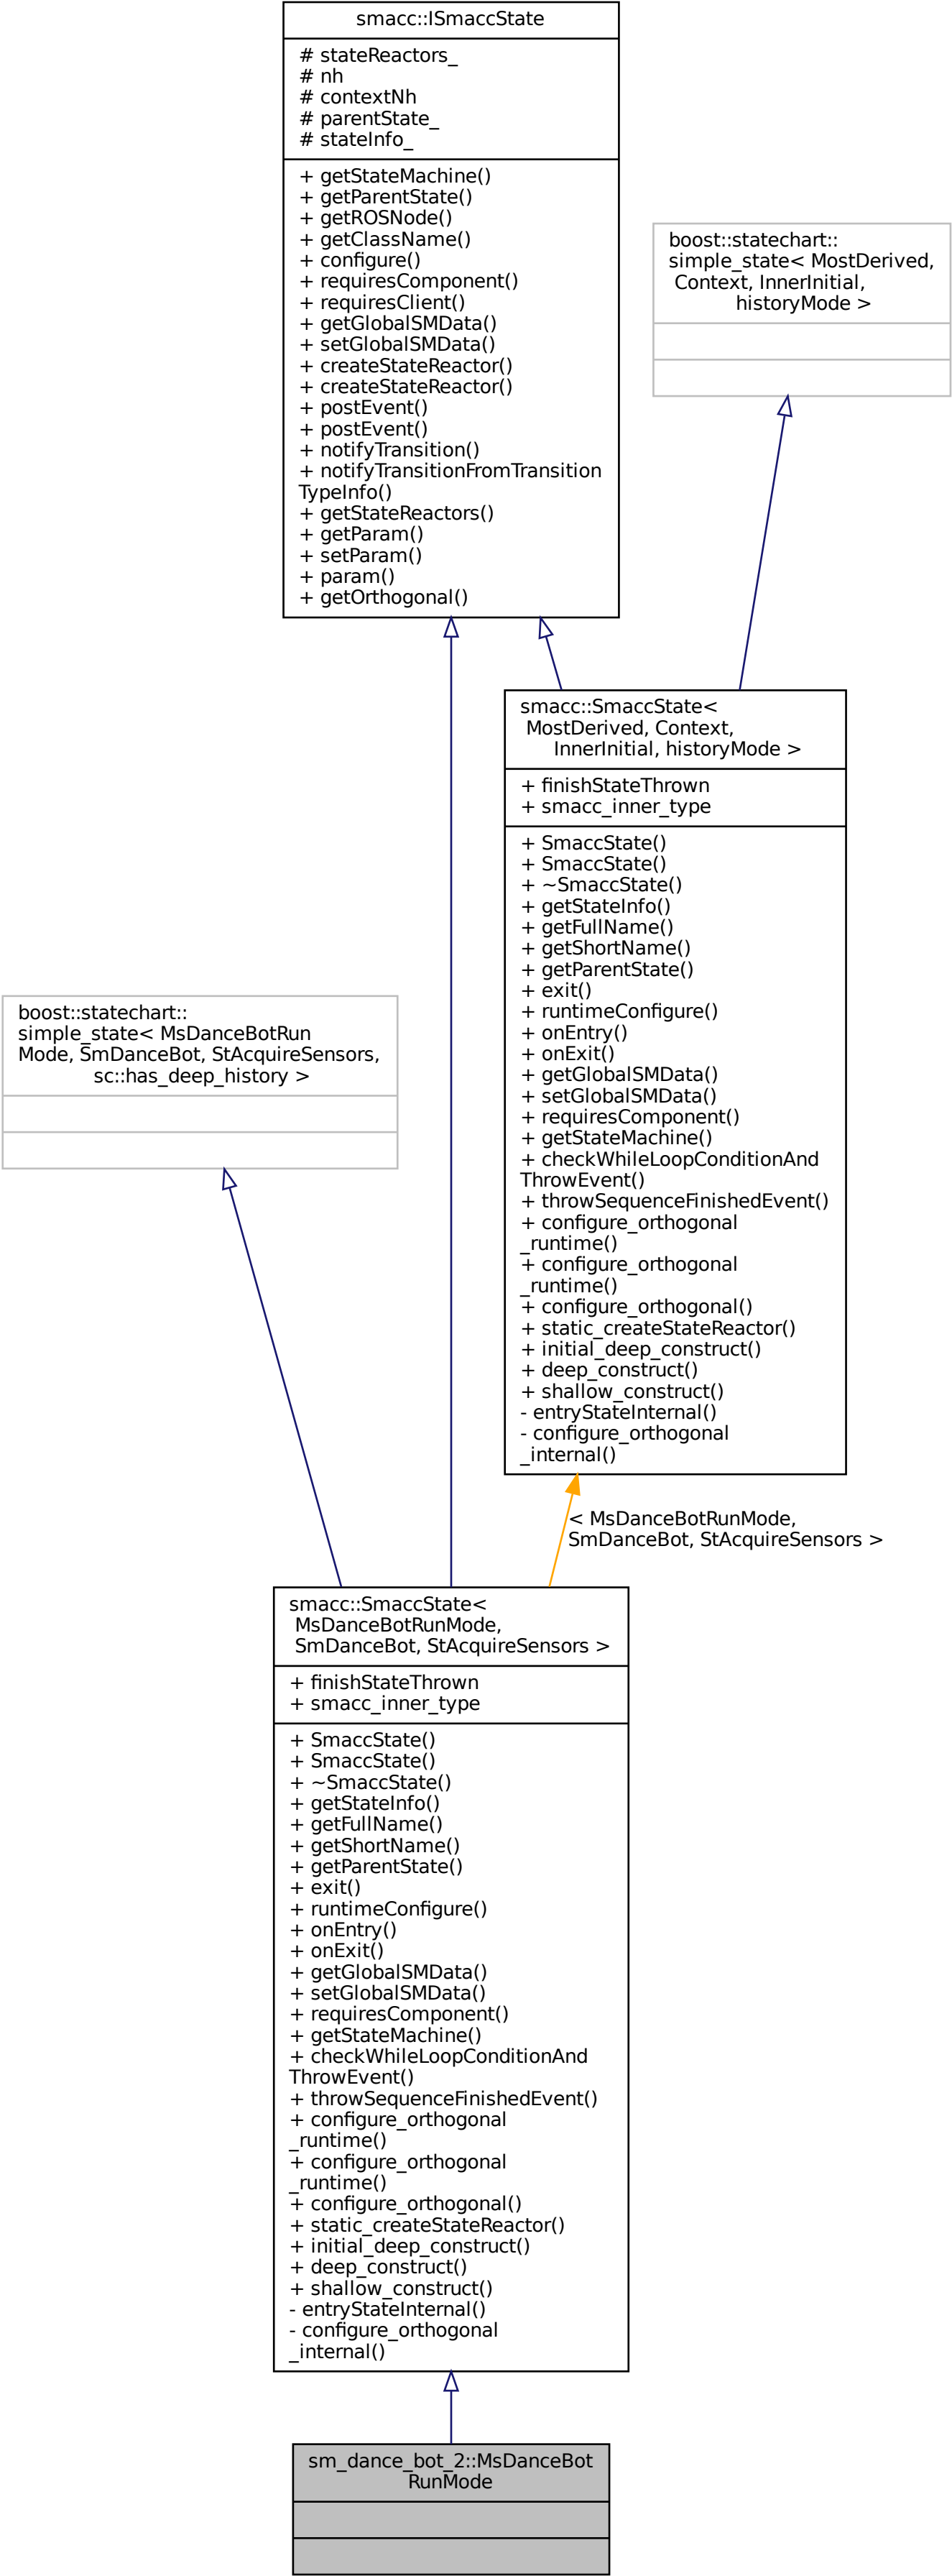 smacc::ISmaccState
# stateReactors_
# nh
# contextNh
# parentState_
# stateInfo_
+ getStateMachine()
+ getParentState()
+ getROSNode()
+ getClassName()
+ configure()
+ requiresComponent()
+ requiresClient()
+ getGlobalSMData()
+ setGlobalSMData()
+ createStateReactor()
+ createStateReactor()
+ postEvent()
+ postEvent()
+ notifyTransition()
+ notifyTransitionFromTransition
TypeInfo()
+ getStateReactors()
+ getParam()
+ setParam()
+ param()
+ getOrthogonal()
boost::statechart::
simple_state< MostDerived,
Context, InnerInitial,
historyMode >
smacc::SmaccState<
MostDerived, Context,
InnerInitial, historyMode >
+ finishStateThrown
+ smacc_inner_type
+ SmaccState()
+ SmaccState()
+ ~SmaccState()
+ getStateInfo()
+ getFullName()
+ getShortName()
+ getParentState()
+ exit()
+ runtimeConfigure()
+ onEntry()
+ onExit()
+ getGlobalSMData()
+ setGlobalSMData()
+ requiresComponent()
+ getStateMachine()
+ checkWhileLoopConditionAnd
ThrowEvent()
+ throwSequenceFinishedEvent()
+ configure_orthogonal
_runtime()
+ configure_orthogonal
_runtime()
+ configure_orthogonal()
+ static_createStateReactor()
+ initial_deep_construct()
+ deep_construct()
+ shallow_construct()
- entryStateInternal()
- configure_orthogonal
_internal()
boost::statechart::
simple_state< MsDanceBotRun
Mode, SmDanceBot, StAcquireSensors,
sc::has_deep_history >
< MsDanceBotRunMode,
SmDanceBot, StAcquireSensors >
smacc::SmaccState<
MsDanceBotRunMode,
SmDanceBot, StAcquireSensors >
+ finishStateThrown
+ smacc_inner_type
+ SmaccState()
+ SmaccState()
+ ~SmaccState()
+ getStateInfo()
+ getFullName()
+ getShortName()
+ getParentState()
+ exit()
+ runtimeConfigure()
+ onEntry()
+ onExit()
+ getGlobalSMData()
+ setGlobalSMData()
+ requiresComponent()
+ getStateMachine()
+ checkWhileLoopConditionAnd
ThrowEvent()
+ throwSequenceFinishedEvent()
+ configure_orthogonal
_runtime()
+ configure_orthogonal
_runtime()
+ configure_orthogonal()
+ static_createStateReactor()
+ initial_deep_construct()
+ deep_construct()
+ shallow_construct()
- entryStateInternal()
- configure_orthogonal
_internal()
sm_dance_bot_2::MsDanceBot
RunMode